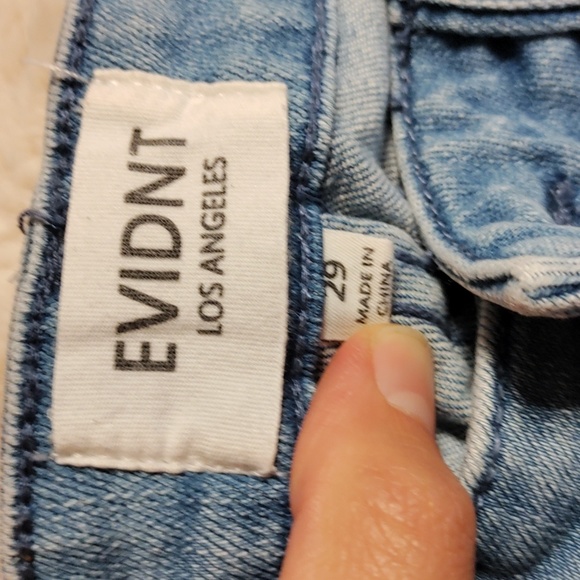 EVIDNT
LOS ANGELES
29
MADE IN
CHINA